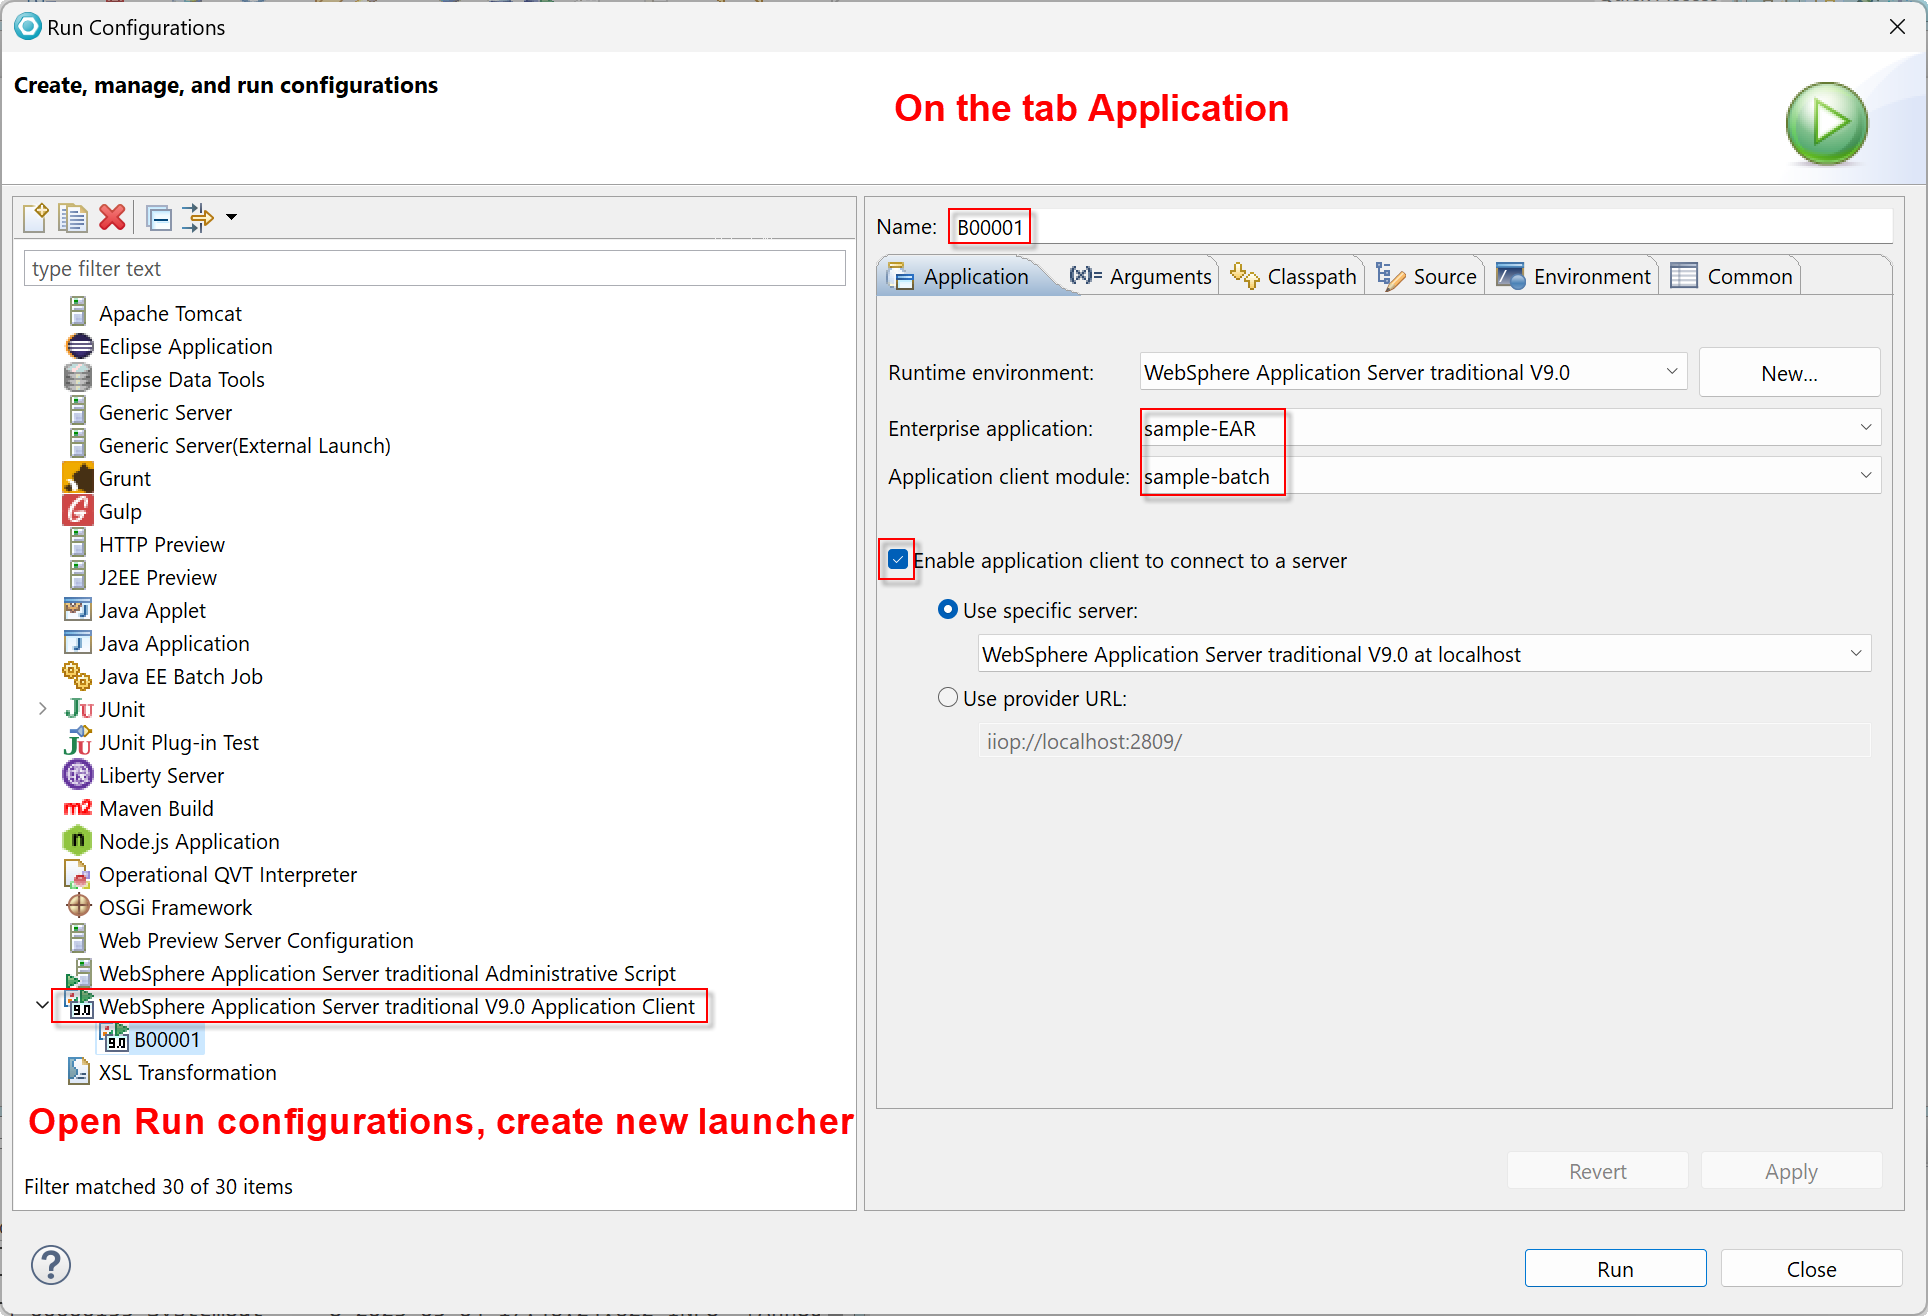 Run Configurations
Create, manage, and run configurations
On the tab Application
type filter text
Apache Tomcat
Eclipse Application
Eclipse Data Tools
Generic Server
Generic Server(External Launch)
Grunt
Gulp
HTTP Preview
J2EE Preview
Java Applet
Java Application
Java EE Batch Job
JUnit
JUnit Plug-in Test
Liberty Server
Maven Build
Node.js Application
Operational QVT Interpreter
OSGi Framework
Web Preview Server Configuration
WebSphere Application Server traditional Administrative Script
WebSphere Application Server traditional V9.0 Application Client
B00001
XSL Transformation
Open Run configurations, create new launcher
Filter matched 30 of 30 items
Name: B00001
Application (x)= Arguments Classpath Source Environment Common
Runtime environment: WebSphere Application Server traditional V9.0 New...
Enterprise application: sample-EAR
Application client module: sample-batch
Enable application client to connect to a server
Use specific server:
WebSphere Application Server traditional V9.0 at localhost
Use provider URL:
iiop://localhost:2809/
Revert Apply
Run Close